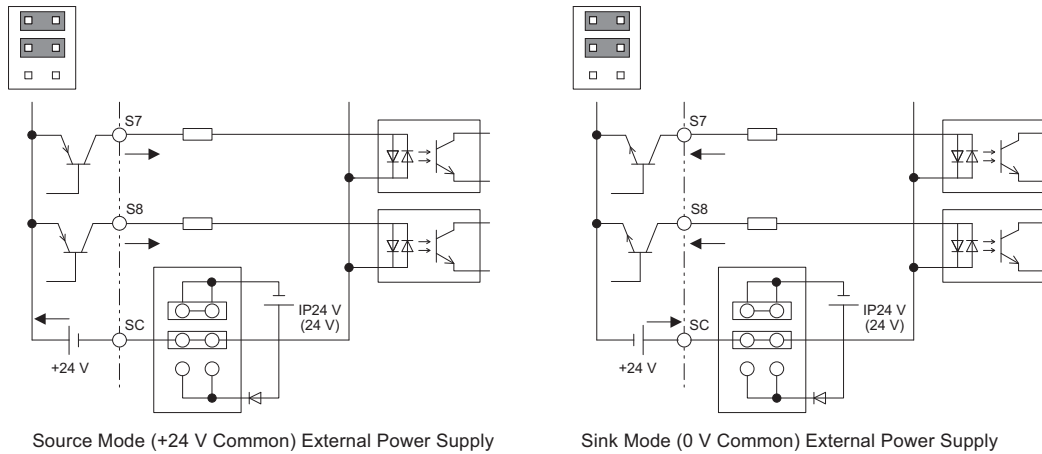 S7
S8
SC
+24 V
IP24 V
(24 V)
Source Mode (+24 V Common) External Power Supply
S7
S8
SC
+24 V
IP24 V
(24 V)
Sink Mode (0 V Common) External Power Supply